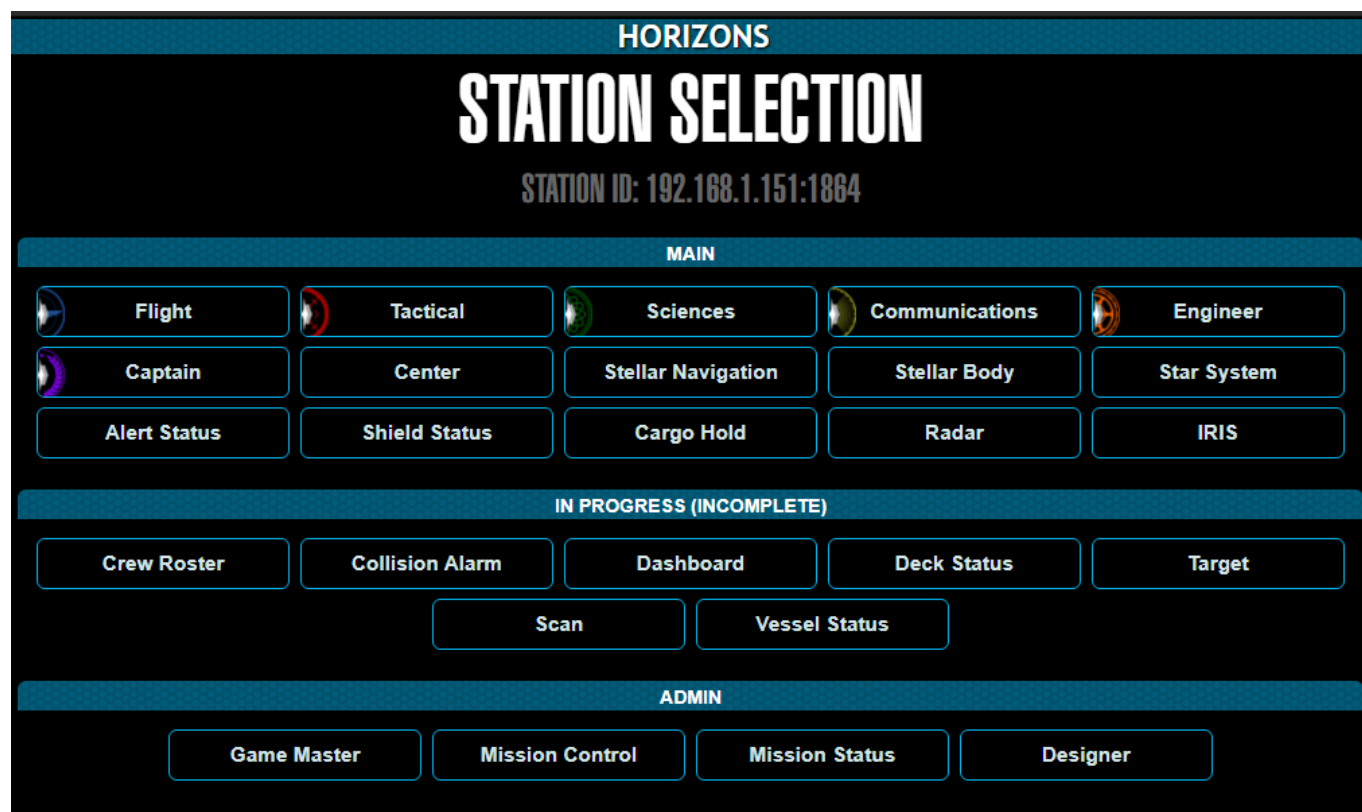 HORIZONS
STATION SELECTION
STATION ID: 192.168.1.151:1864
MAIN
Flight Tactical Sciences Communications Engineer
Captain Center Stellar Navigation Stellar Body Star System
Alert Status Shield Status Cargo Hold Radar IRIS
IN PROGRESS (INCOMPLETE)
Crew Roster Collision Alarm Dashboard Deck Status Target
Scan Vessel Status
ADMIN
Game Master Mission Control Mission Status Designer